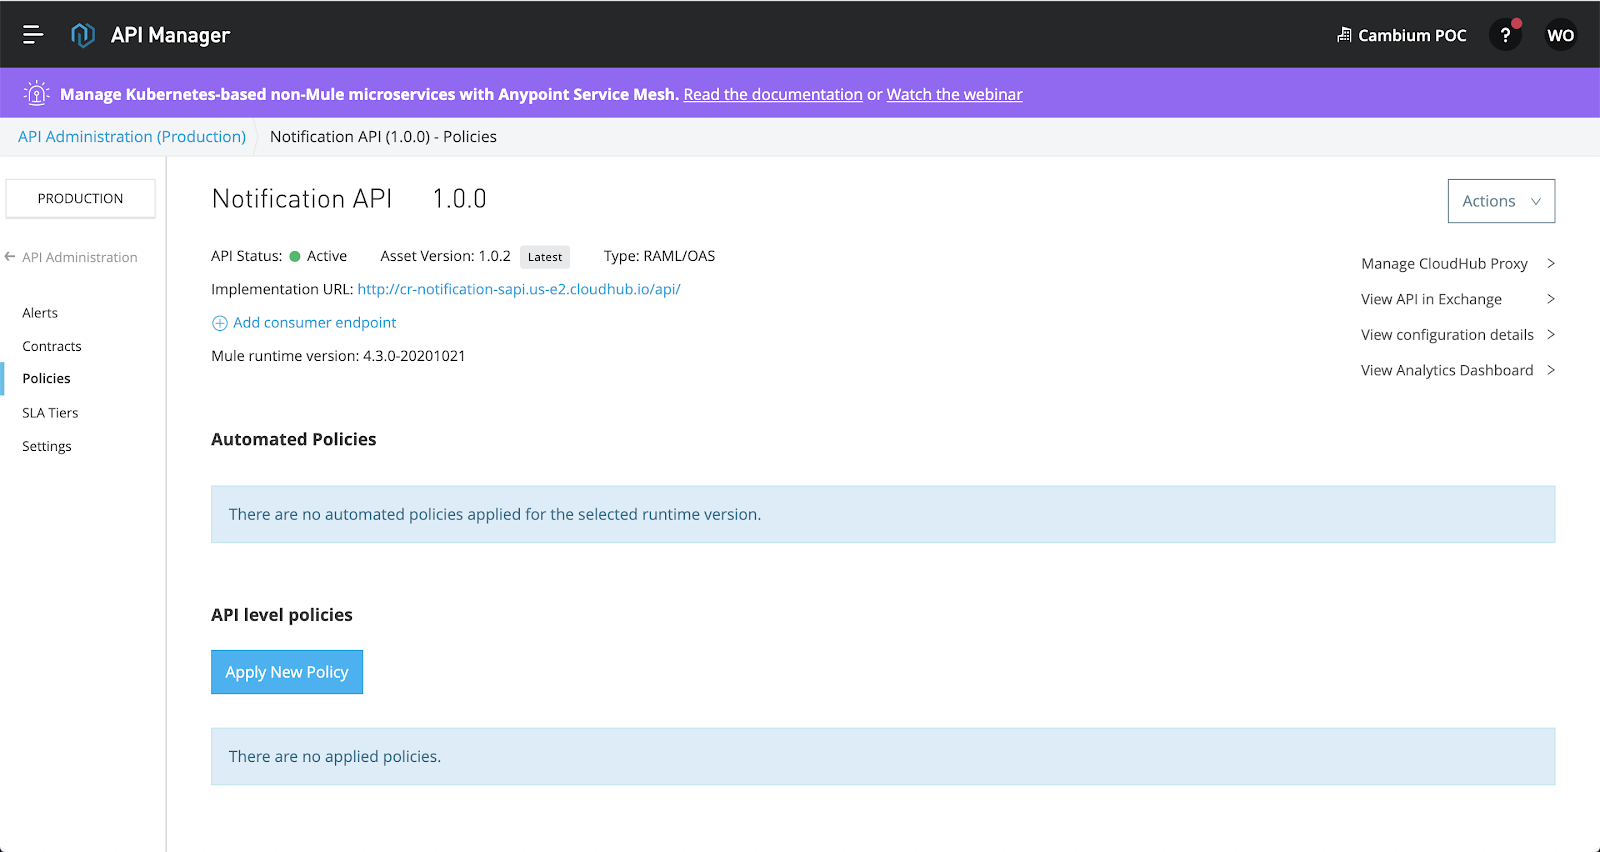 API Manager
Cambium POC
?
WO
Manage Kubernetes-based non-Mule microservices with Anypoint Service Mesh. Read the documentation or Watch the webinar
API Administration (Production)
Notification API (1.0.0) - Policies
PRODUCTION
API Administration
Alerts
Contracts
Policies
SLA Tiers
Settings
Notification API 1.0.0
Actions
API Status: Active Asset Version: 1.0.2 Latest Type: RAML/OAS
Implementation URL: http://cr-notification-sapi.us-e2.cloudhub.io/api/
Add consumer endpoint
Mule runtime version: 4.3.0-20201021
Manage CloudHub Proxy >
View API in Exchange >
View configuration details >
View Analytics Dashboard >
Automated Policies
There are no automated policies applied for the selected runtime version.
API level policies
Apply New Policy
There are no applied policies.